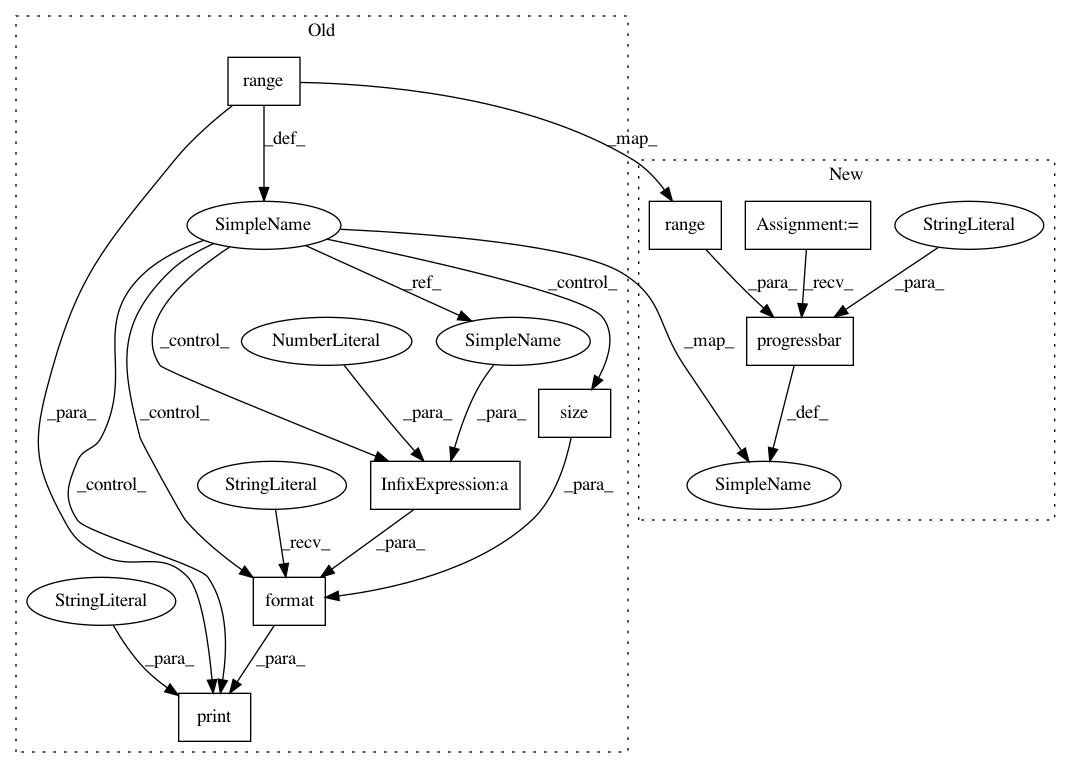 Old
range
_map_
_def_
New
SimpleName
range
Assignment:=
StringLiteral
_ref_
_control_
_para_
_recv_
_para_
_control_
NumberLiteral
SimpleName
_map_
progressbar
_para_
_control_
_para_
_para_
size
_def_
_control_
StringLiteral
InfixExpression:a
_para_
SimpleName
_recv_
_para_
StringLiteral
format
_para_
_para_
print